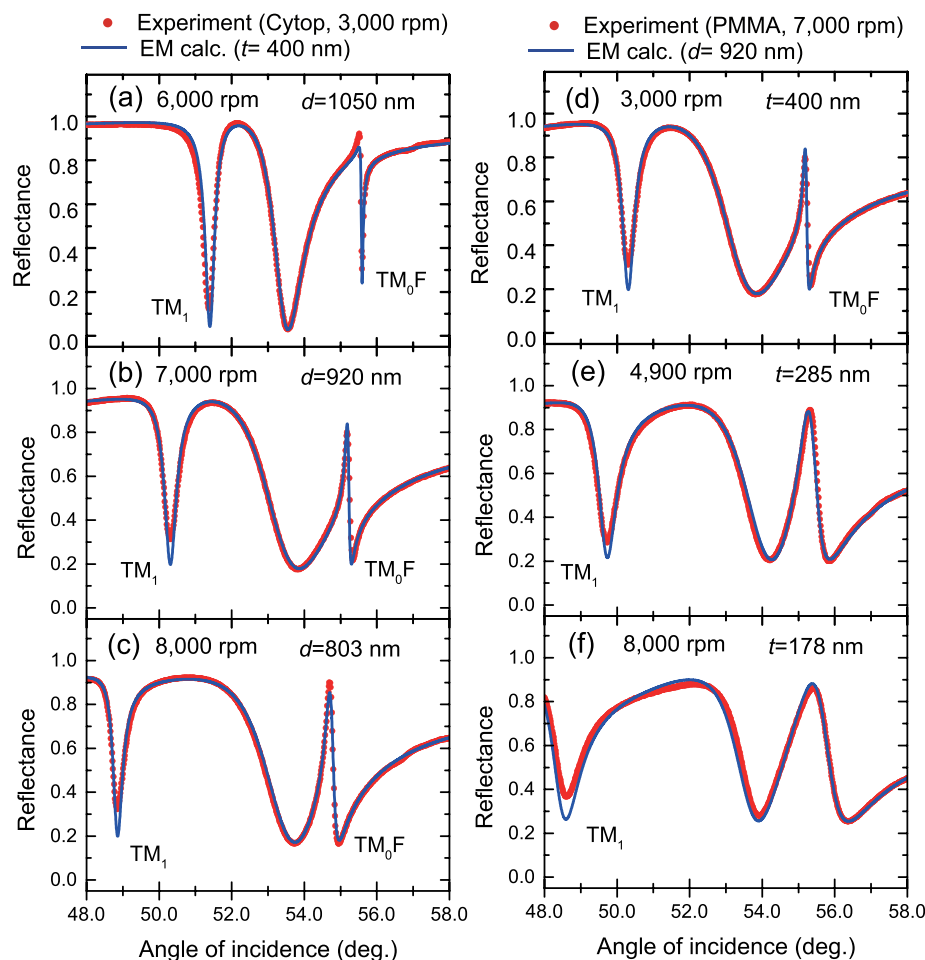 Experiment (Cytop, 3,000 rpm)
EM calc. (t= 400 nm)
(a) 6,000 rpm d=1050 nm
1.0
0.8
0.6
0.4
0.2
0.0
Reflectance
TM1
TM0F
(b) 7,000 rpm d=920 nm
1.0
0.8
0.6
0.4
0.2
0.0
Reflectance
TM1
TM0F
(c) 8,000 rpm d=803 nm
1.0
0.8
0.6
0.4
0.2
0.0
Reflectance
TM1
TM0F
48.0 50.0 52.0 54.0 56.0 58.0
Angle of incidence (deg.)
Experiment (PMMA, 7,000 rpm)
EM calc. (d= 920 nm)
(d) 3,000 rpm t=400 nm
1.0
0.8
0.6
0.4
0.2
0.0
Reflectance
TM1
TM0F
(e) 4,900 rpm t=285 nm
1.0
0.8
0.6
0.4
0.2
0.0
Reflectance
TM1
(f) 8,000 rpm t=178 nm
1.0
0.8
0.6
0.4
0.2
0.0
Reflectance
TM1
48.0 50.0 52.0 54.0 56.0 58.0
Angle of incidence (deg.)